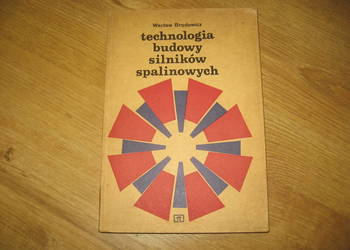 Wacław Brydowicz
technologia
budowy
silników
spalinowych